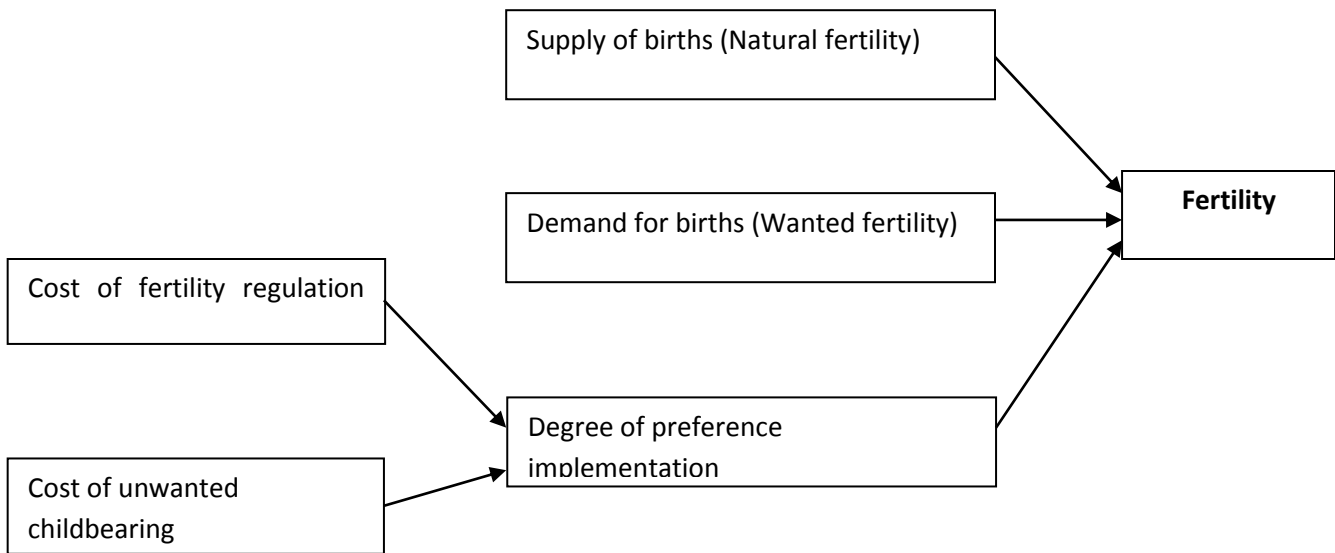 Supply of births (Natural fertility)
Fertility
Demand for births (Wanted fertility)
Cost of fertility regulation
Degree of preference
implementation
Cost of unwanted
childbearing